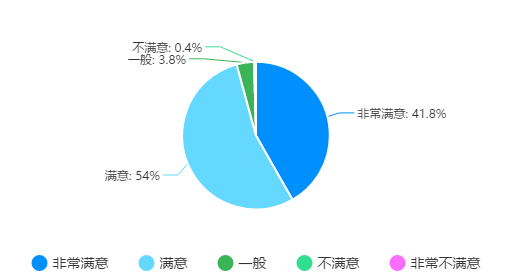 不满意: 0.4%
一般: 3.8%
非常满意: 41.8%
满意: 54%
非常满意 满意 一般 不满意 非常不满意